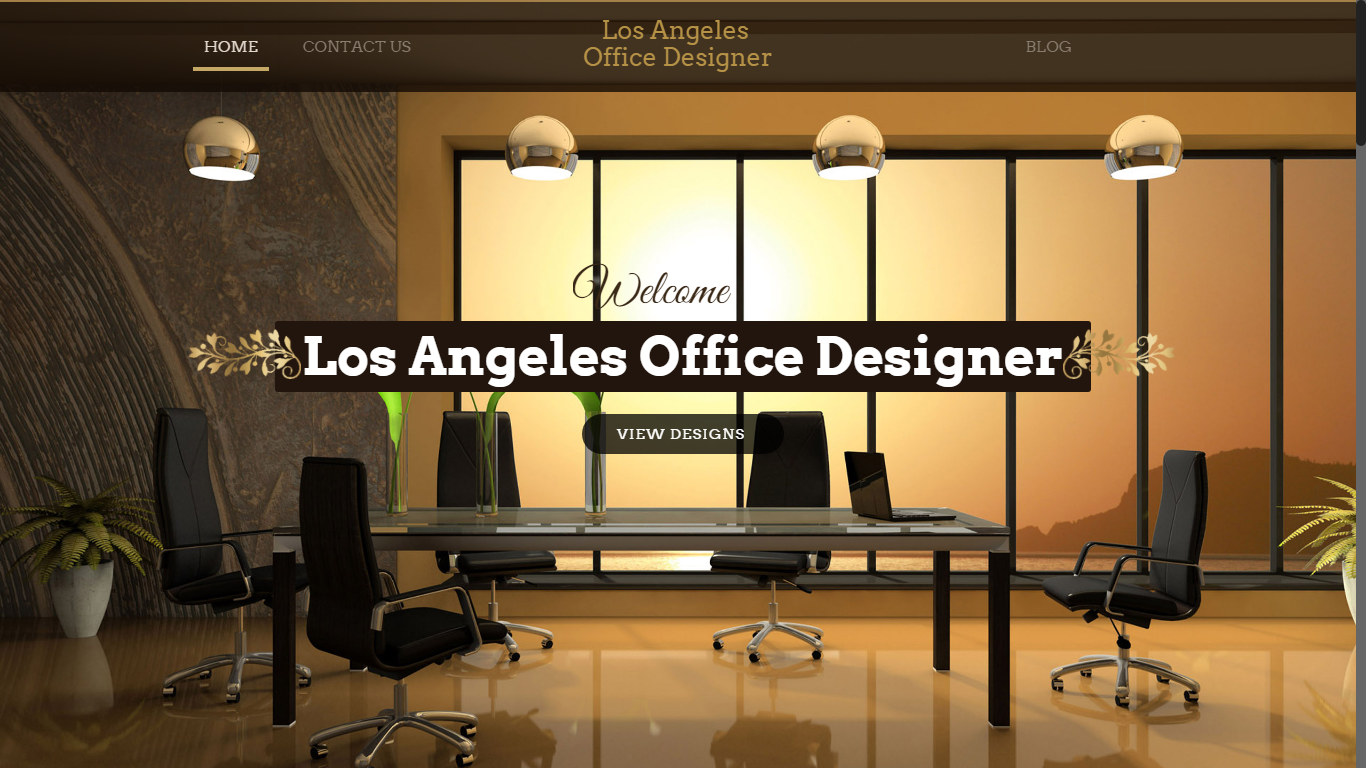 HOME
CONTACT US
Los Angeles
Office Designer
BLOG
Welcome
Los Angeles Office Designer
VIEW DESIGNS